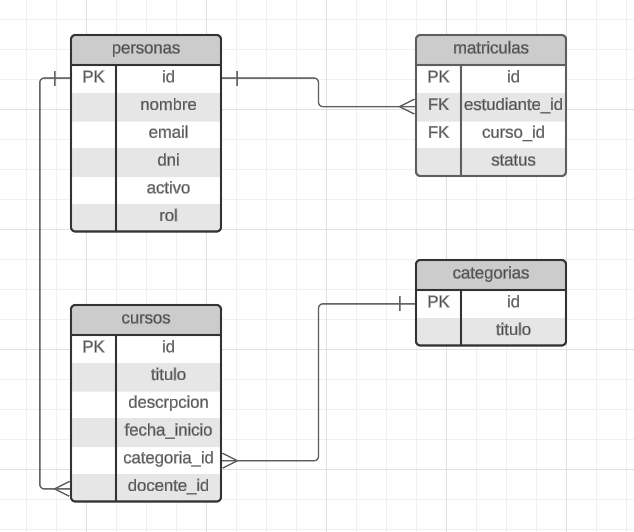 personas
PK id
nombre
email
dni
activo
rol
matriculas
PK id
FK estudiante_id
FK curso_id
status
cursos
PK id
titulo
descrpcion
fecha_inicio
categoria_id
docente_id
categorias
PK id
titulo